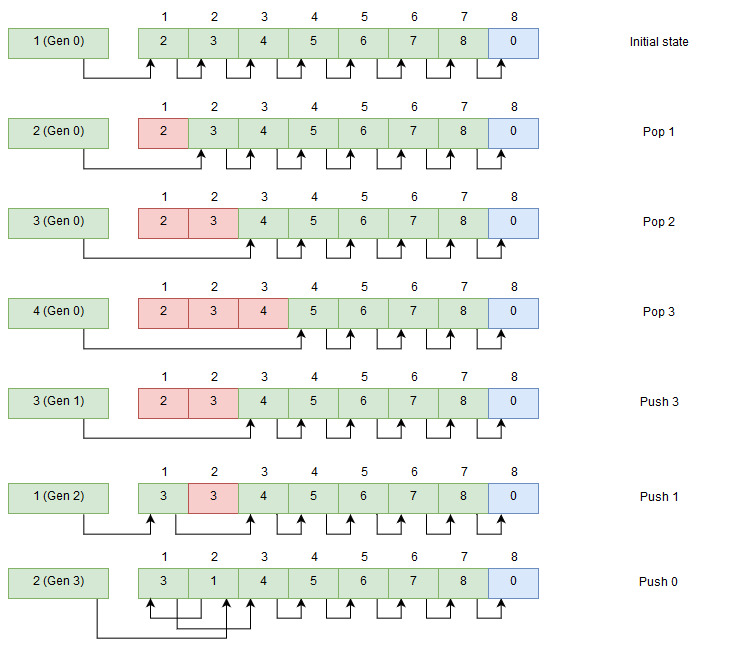 1 2 3 4 5 6 7 8
1 (Gen 0) 2 3 4 5 6 7 8 0 Initial state
1 2 3 4 5 6 7 8
2 (Gen 0) 2 3 4 5 6 7 8 0 Pop 1
1 2 3 4 5 6 7 8
3 (Gen 0) 2 3 4 5 6 7 8 0 Pop 2
1 2 3 4 5 6 7 8
4 (Gen 0) 2 3 4 5 6 7 8 0 Pop 3
1 2 3 4 5 6 7 8
3 (Gen 1) 2 3 4 5 6 7 8 0 Push 3
1 2 3 4 5 6 7 8
1 (Gen 2) 3 3 4 5 6 7 8 0 Push 1
1 2 3 4 5 6 7 8
2 (Gen 3) 3 1 4 5 6 7 8 0 Push 0